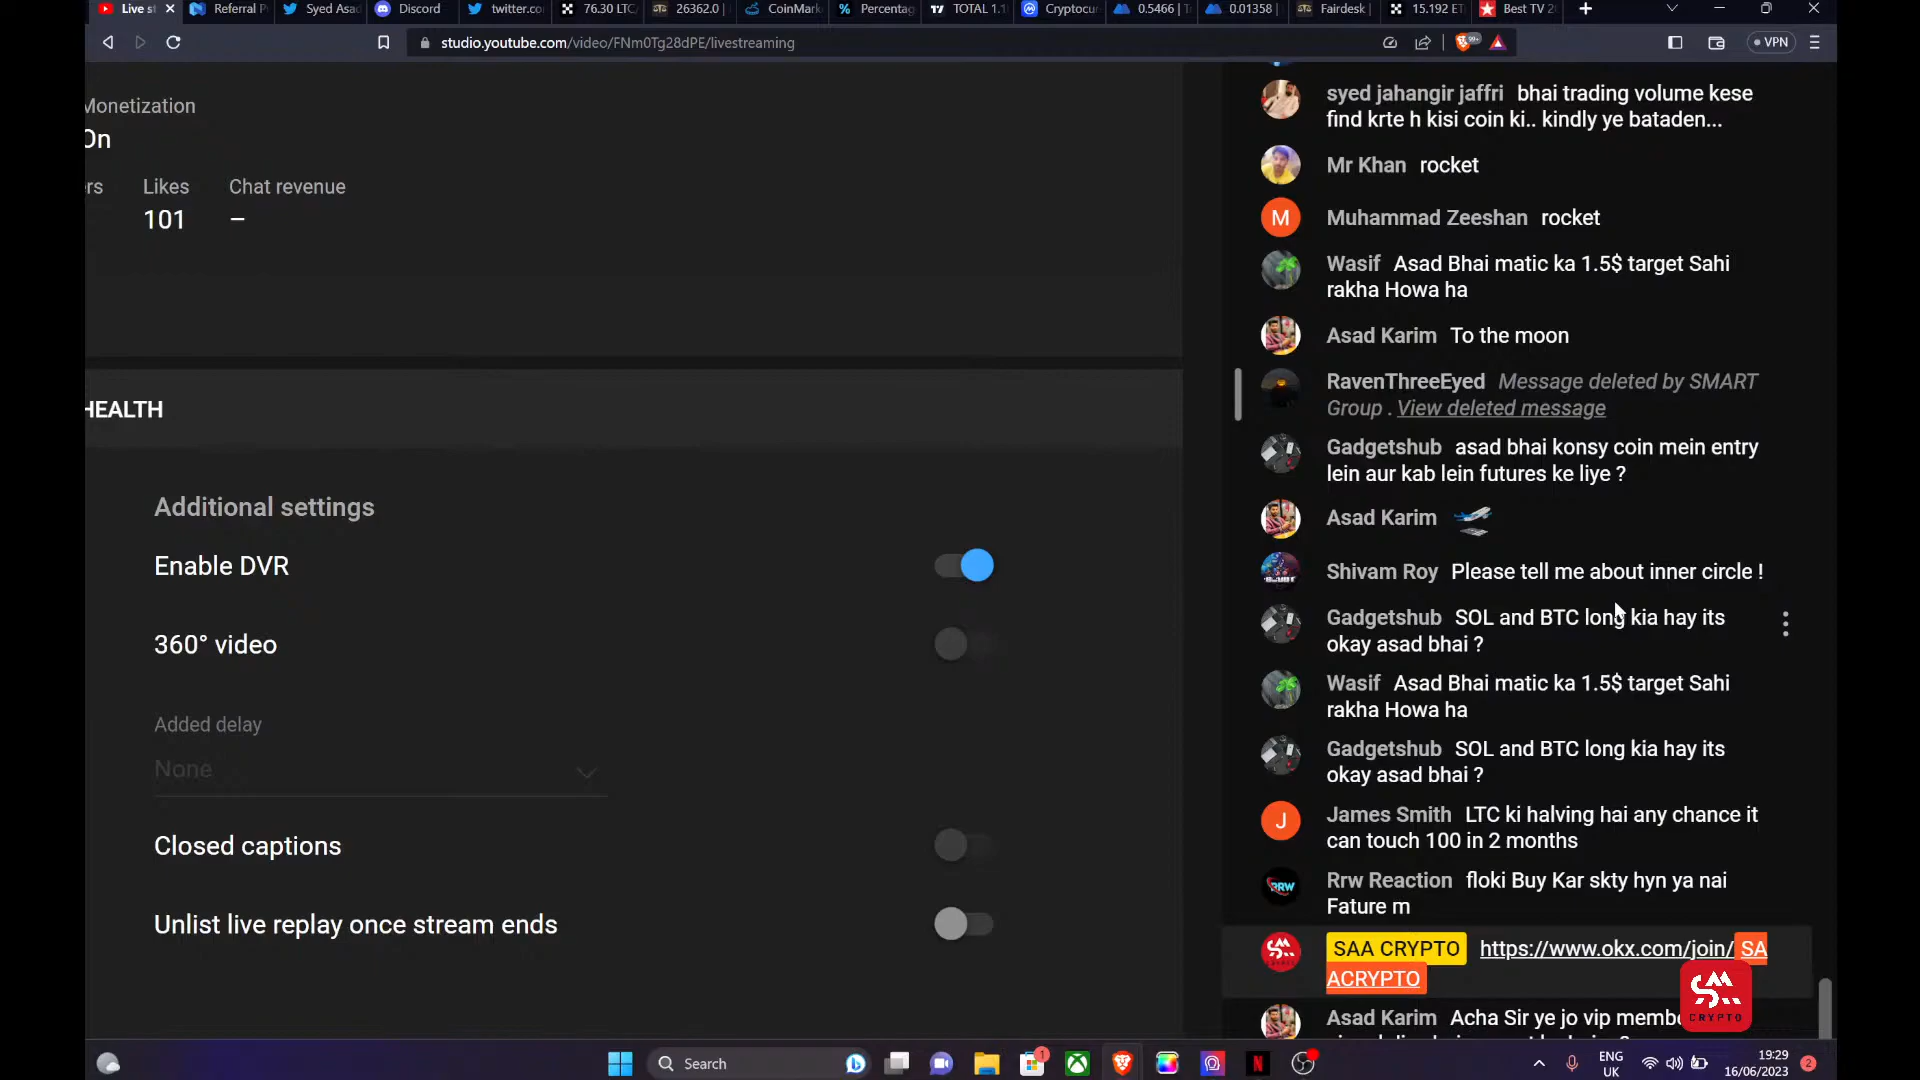 Live s
Referral P
Syed Asad
Discord
twitter.co
76.30 LTC
26362.0
CoinMark
Percentag
TOTAL 1.1
Cryptocu
0.5466
0.01358
Fairdesk
15.192 ET
Best TV 2
studio.youtube.com/video/FNm0Tg28dPE/livestreaming
99+
VPN
Monetization
On
rs Likes Chat revenue
101 –
HEALTH
Additional settings
Enable DVR
360° video
Added delay
None
Closed captions
Unlist live replay once stream ends
syed jahangir jaffri bhai trading volume kese
find krte h kisi coin ki.. kindly ye bataden...
Mr Khan rocket
M Muhammad Zeeshan rocket
Wasif Asad Bhai matic ka 1.5$ target Sahi
rakha Howa ha
Asad Karim To the moon
RavenThreeEyed Message deleted by SMART
Group . View deleted message
Gadgetshub asad bhai konsy coin mein entry
lein aur kab lein futures ke liye ?
Asad Karim
Shivam Roy Please tell me about inner circle !
Gadgetshub SOL and BTC long kia hay its
okay asad bhai ?
Wasif Asad Bhai matic ka 1.5$ target Sahi
rakha Howa ha
Gadgetshub SOL and BTC long kia hay its
okay asad bhai ?
J James Smith LTC ki halving hai any chance it
can touch 100 in 2 months
RRW Rrw Reaction floki Buy Kar skty hyn ya nai
Fature m
SAA CRYPTO https://www.okx.com/join/SA
ACRYPTO
CRYPTO
Asad Karim Acha Sir ye jo vip memb
Search
1
ENG
UK
19:29
16/06/2023
2